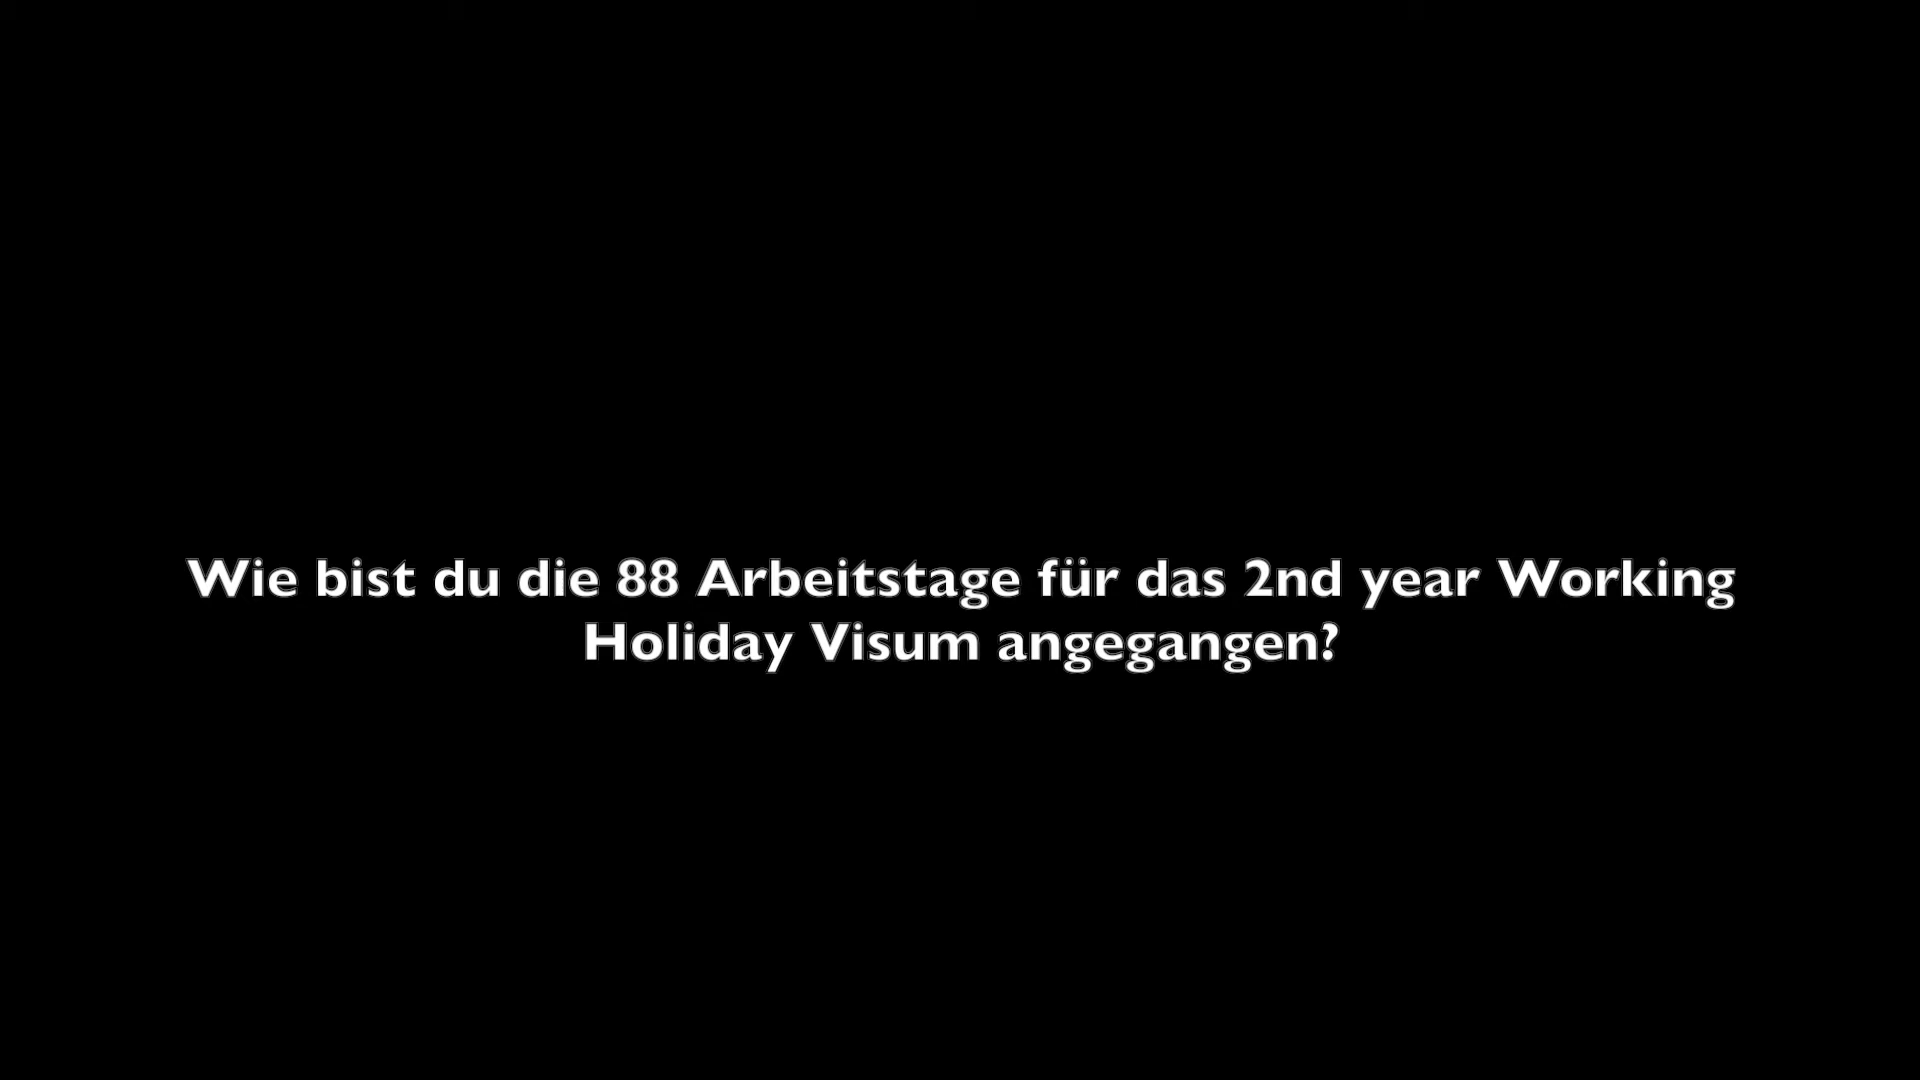 Wie bist du die 88 Arbeitstage für das 2nd year Working
Holiday Visum angegangen?